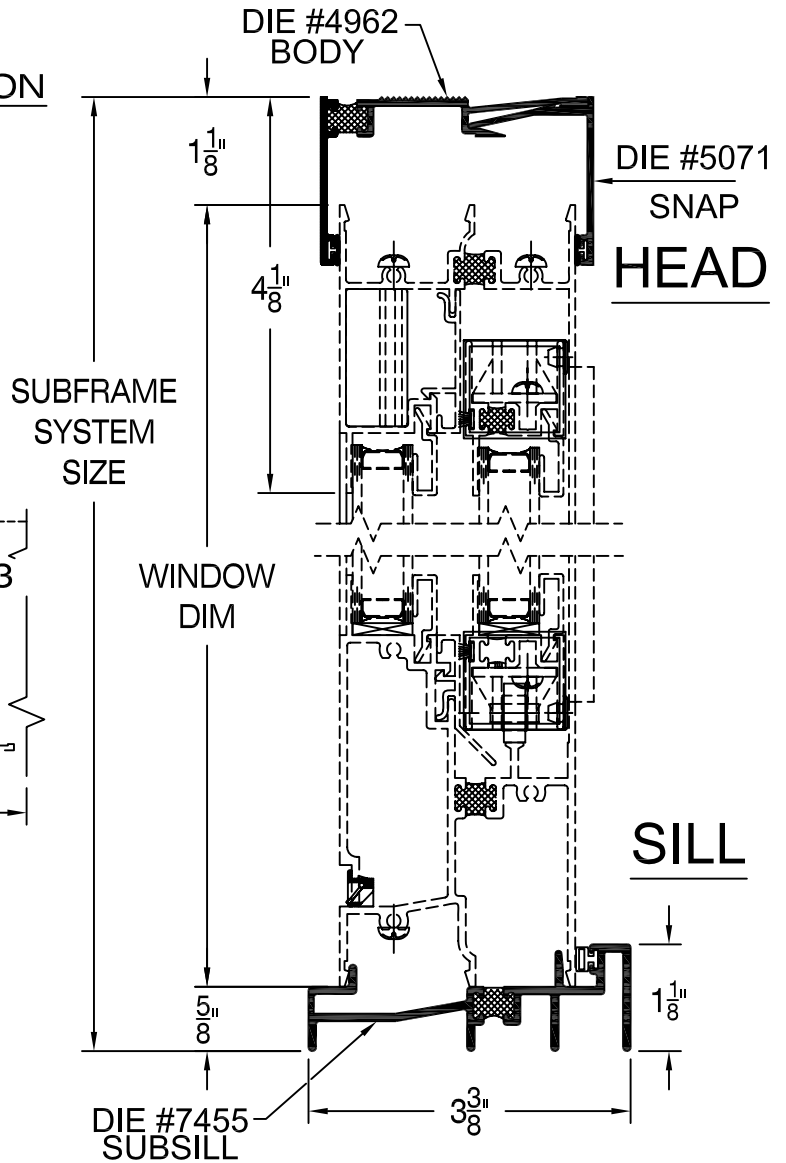 DIE #4962
BODY
ON
1 1/8"
DIE #5071
SNAP
HEAD
4 1/8"
SUBFRAME
SYSTEM
SIZE
3
WINDOW
DIM
SILL
5/8"
1 1/8"
3 3/8"
DIE #7455
SUBSILL